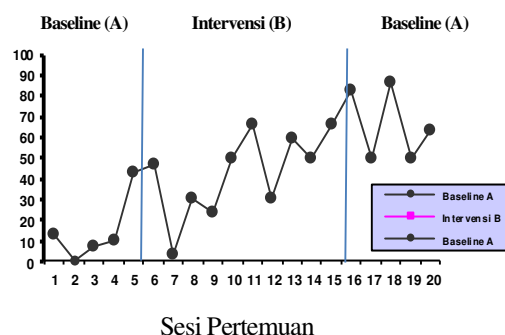 Baseline (A) Intervensi (B) Baseline (A)
100
90
80
70
60
50
40
30
20
10
0
1 2 3 4 5 6 7 8 9 10 11 12 13 14 15 16 17 18 19 20
Baseline A
Intervensi B
Baseline A
Sesi Pertemuan